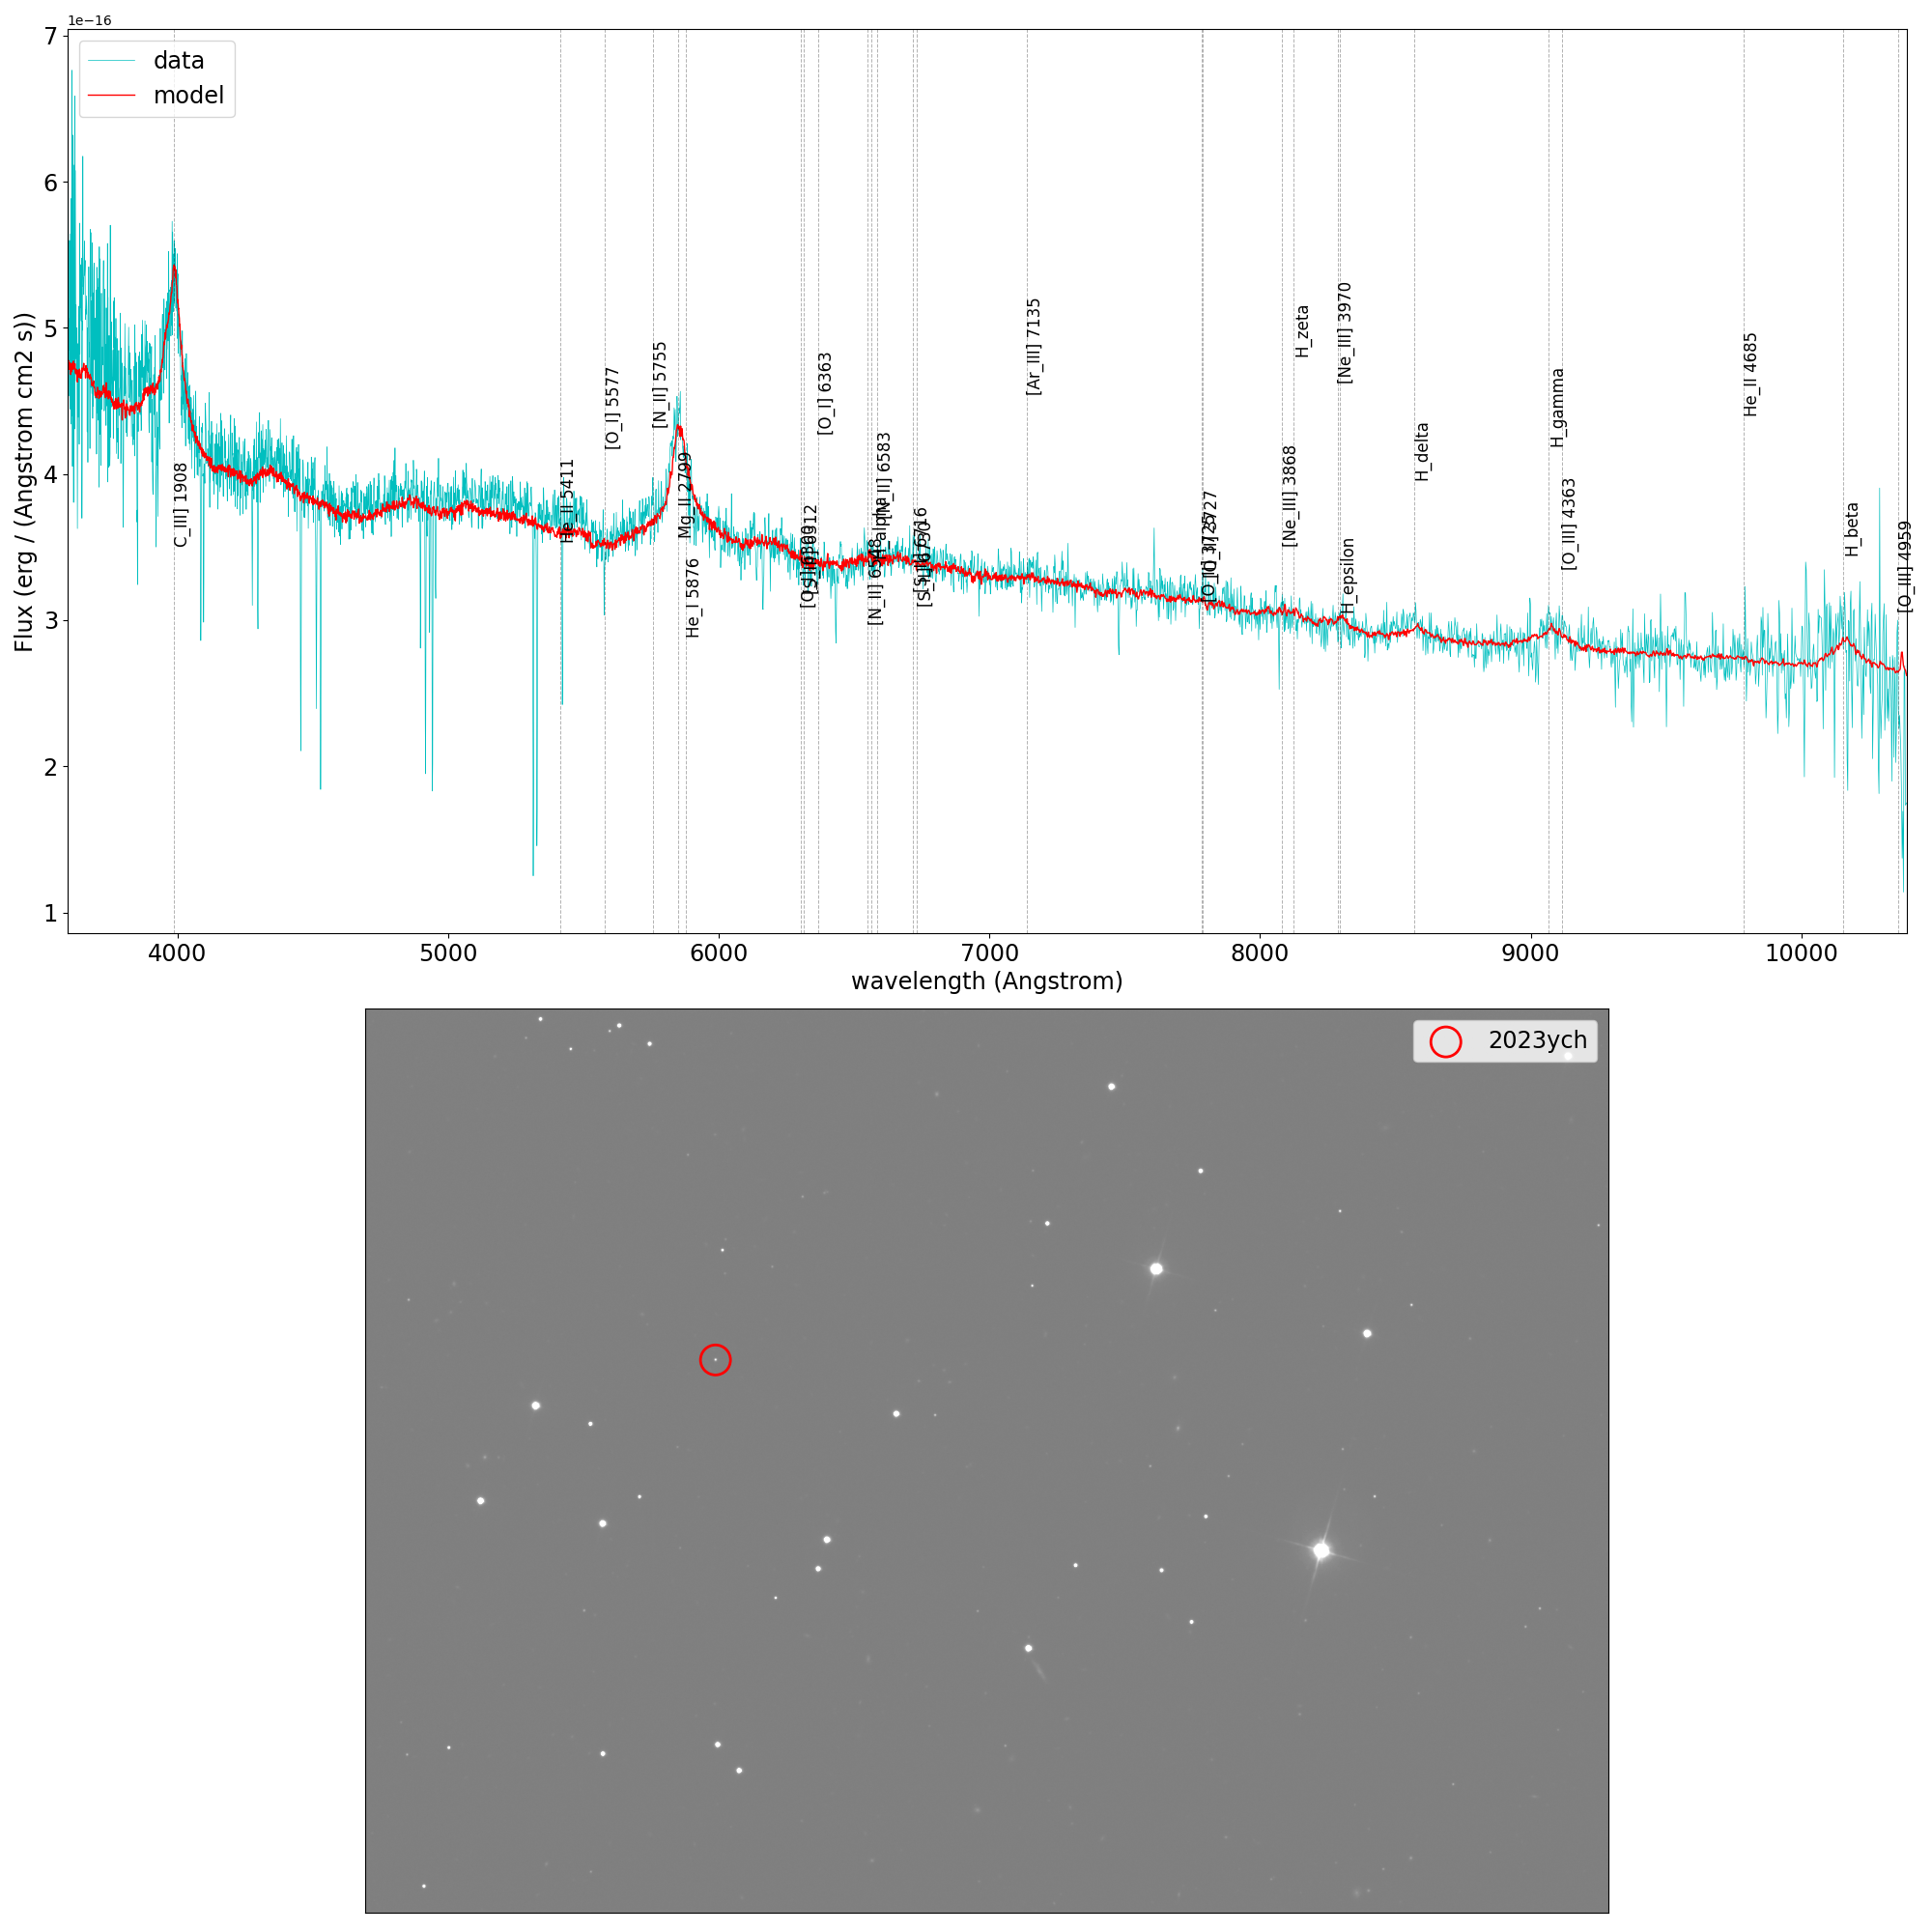 1e−16
7
6
5
4
3
2
1
Flux (erg / (Angstrom cm2 s))
data
model
C_III] 1908
He_II 5411
[O_I] 5577
[N_II] 5755
Mg_II 2799
He_I 5876
[O_I] 6363
[N_II] 6548
H_alpha
[N_II] 6583
[Ar_III] 7135
[Ne_III] 3868
H_zeta
[Ne_III] 3970
H_epsilon
H_delta
H_gamma
[O_III] 4363
He_II 4685
H_beta
[O_III] 4959
4000 5000 6000 7000 8000 9000 10000
wavelength (Angstrom)
2023ych